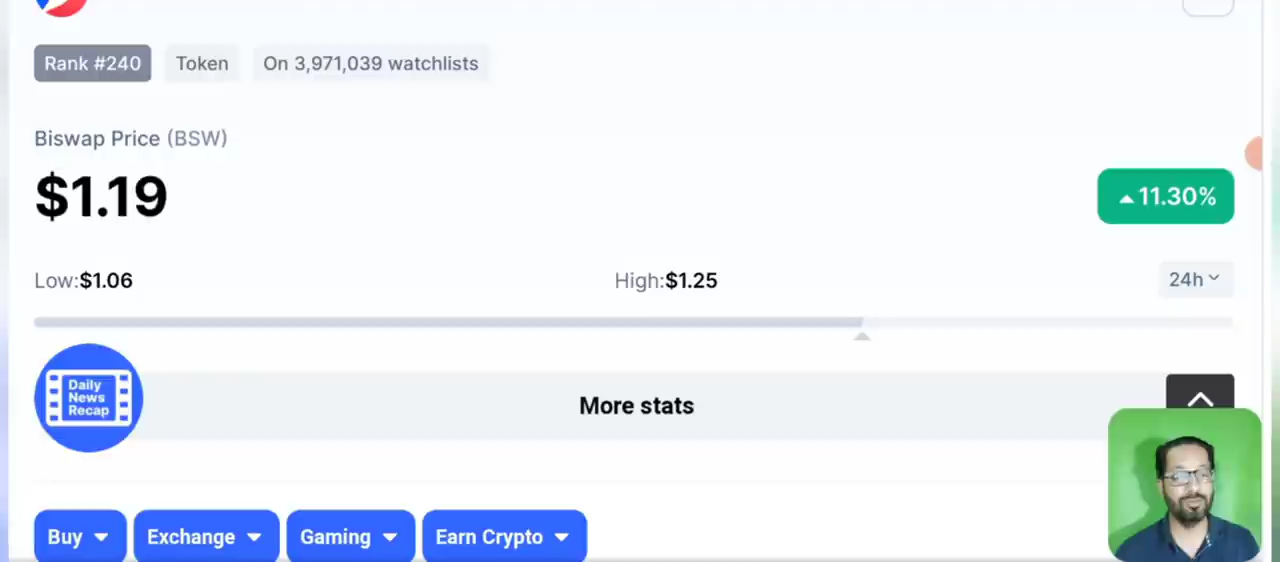 Rank #240 Token On 3,971,039 watchlists
Biswap Price (BSW)
$1.19 11.30%
Low:$1.06 High:$1.25 24h
Daily
News
Recap
More stats
Buy Exchange Gaming Earn Crypto